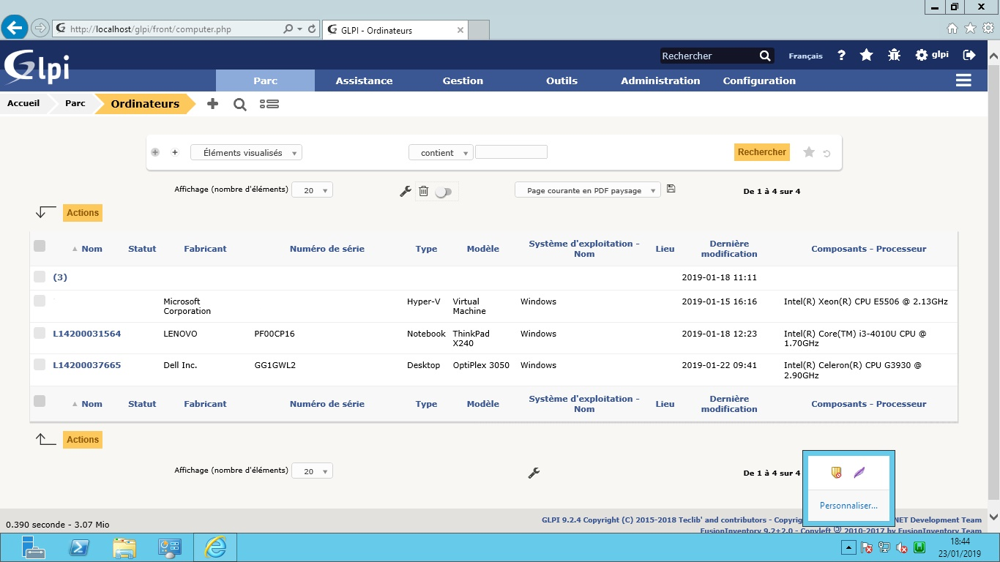 http://localhost/glpi/front/computer.php
GLPI - Ordinateurs
Glpi
Rechercher
Français
?
glpi
Parc
Assistance
Gestion
Outils
Administration
Configuration
Accueil
Parc
Ordinateurs
Éléments visualisés
contient
Rechercher
Affichage (nombre d'éléments)
20
Page courante en PDF paysage
De 1 à 4 sur 4
Actions
Nom Statut Fabricant Numéro de série Type Modèle Système d'exploitation - Nom Lieu Dernière modification Composants - Processeur
(3) 2019-01-18 11:11
Microsoft Corporation Hyper-V Virtual Machine Windows 2019-01-15 16:16 Intel(R) Xeon(R) CPU E5506 @ 2.13GHz
L14200031564 LENOVO PF00CP16 Notebook ThinkPad X240 Windows 2019-01-18 12:23 Intel(R) Core(TM) i3-4010U CPU @ 1.70GHz
L14200037665 Dell Inc. GG1GWL2 Desktop OptiPlex 3050 Windows 2019-01-22 09:41 Intel(R) Celeron(R) CPU G3930 @ 2.90GHz
Nom Statut Fabricant Numéro de série Type Modèle Système d'exploitation - Nom Lieu Dernière modification Composants - Processeur
Actions
Affichage (nombre d'éléments)
20
De 1 à 4 sur 4
Personnaliser...
0.390 seconde - 3.07 Mio
GLPI 9.2.4 Copyright (C) 2015-2018 Teclib' and contributors - Copyrig NET Development Team
FusionInventory 9.2+2.0 - Copyleft © 2010-2017 by FusionInventory Team
18:44
23/01/2019